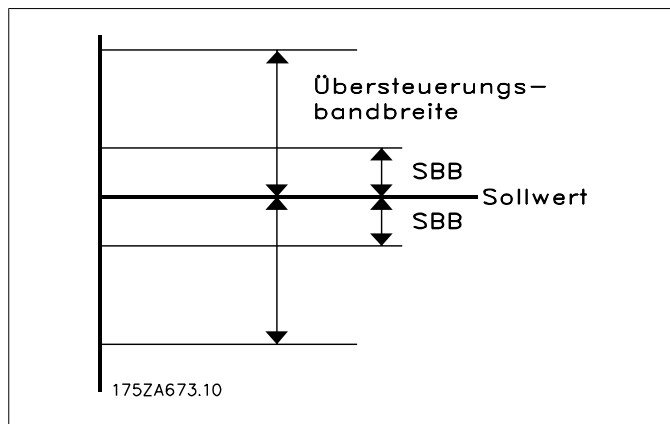 Übersteuerungs-
bandbreite
SBB
Sollwert
SBB
175ZA673.10